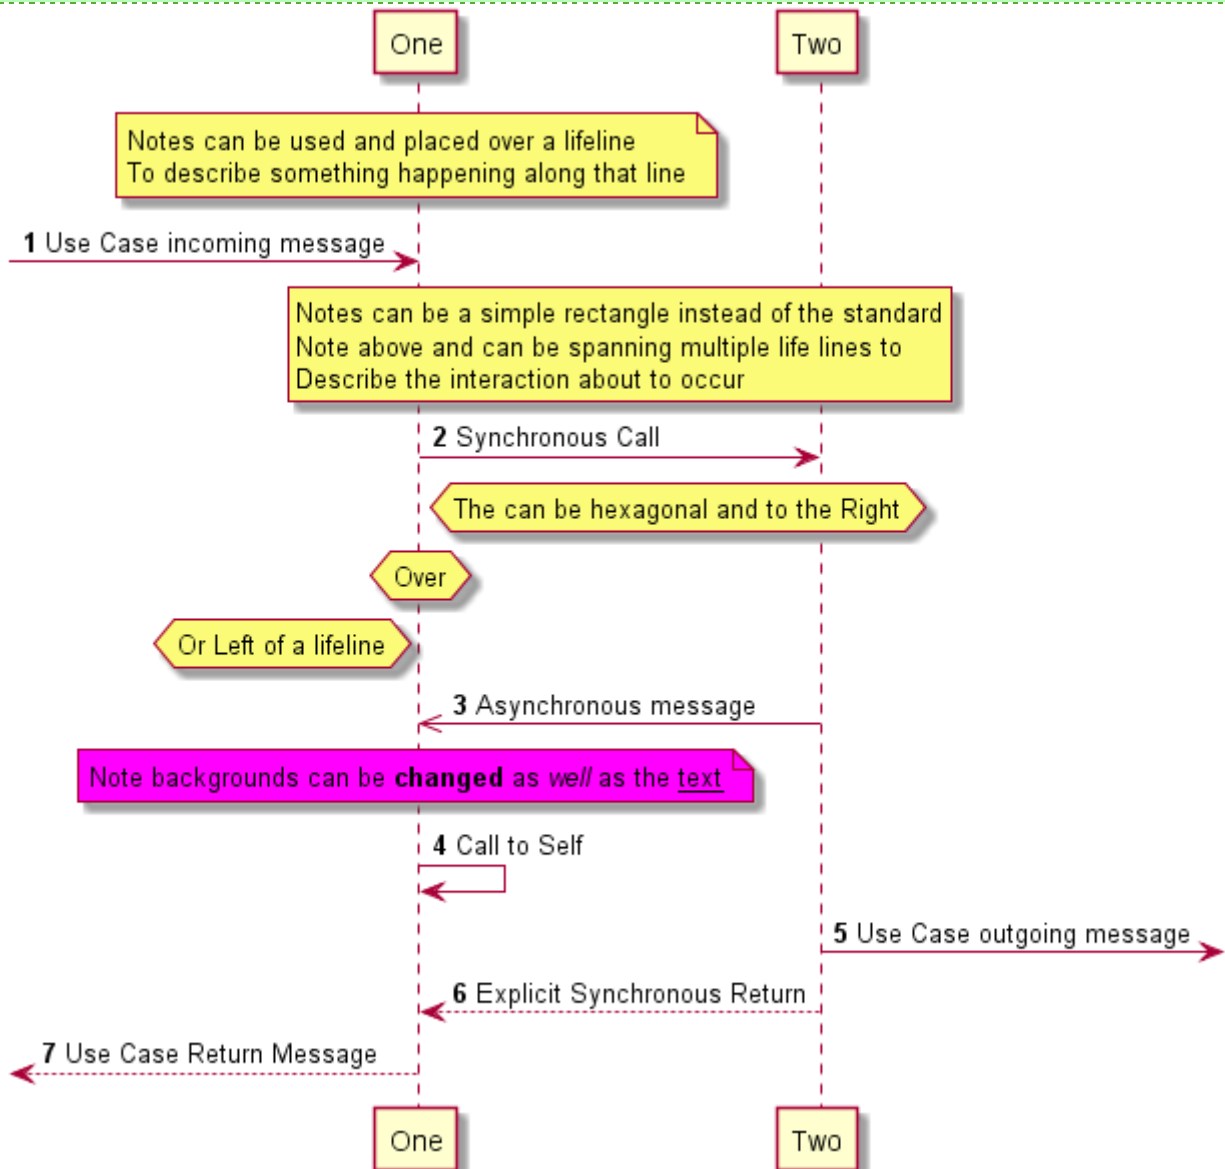 One
Two
Notes can be used and placed over a lifeline
To describe something happening along that line
1 Use Case incoming message
Notes can be a simple rectangle instead of the standard
Note above and can be spanning multiple life lines to
Describe the interaction about to occur
2 Synchronous Call
The can be hexagonal and to the Right
Over
Or Left of a lifeline
3 Asynchronous message
Note backgrounds can be changed as well as the text
4 Call to Self
5 Use Case outgoing message
6 Explicit Synchronous Return
7 Use Case Return Message
One
Two